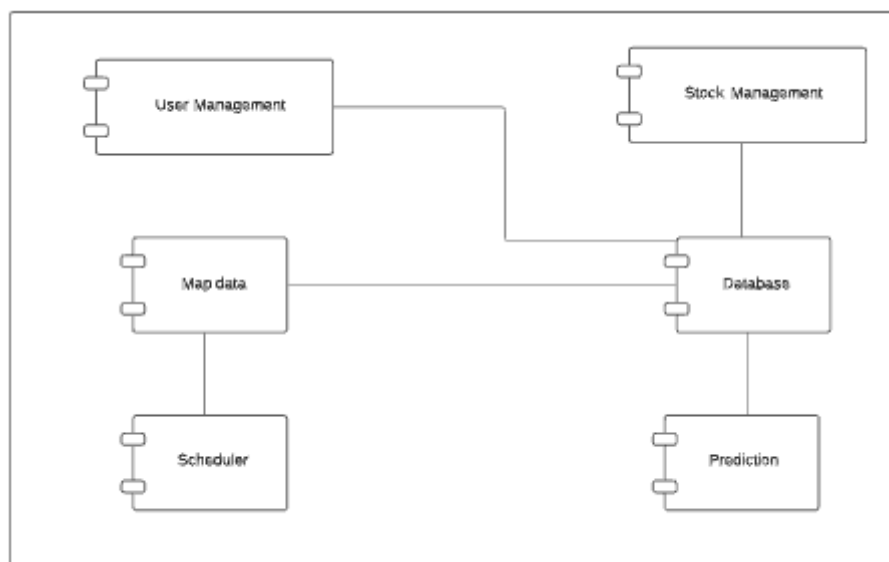 User Management
Stock Management
Map data
Database
Scheduler
Prediction